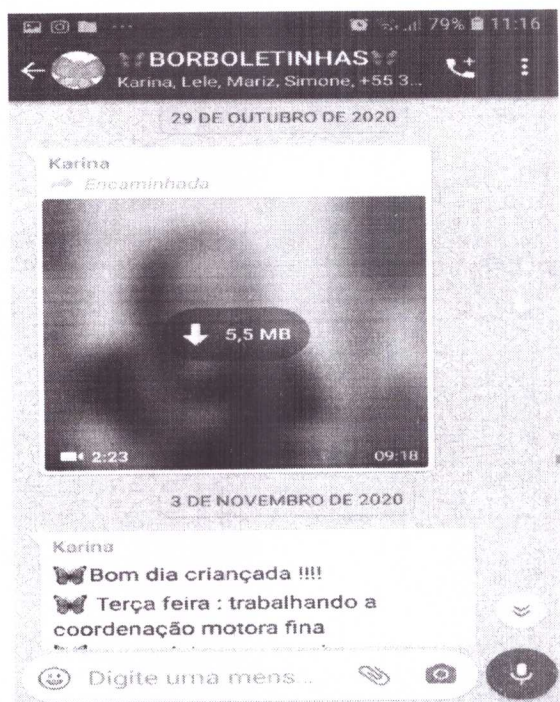 79% 11:16
BORBOLETINHAS
Karina, Lele, Mariz, Simone, +55 3...
29 DE OUTUBRO DE 2020
Karina
Encaminhada
5,5 MB
2:23
09:18
3 DE NOVEMBRO DE 2020
Karina
Bom dia criançada !!!!
Terça feira : trabalhando a
coordenação motora fina
Digite uma mens...